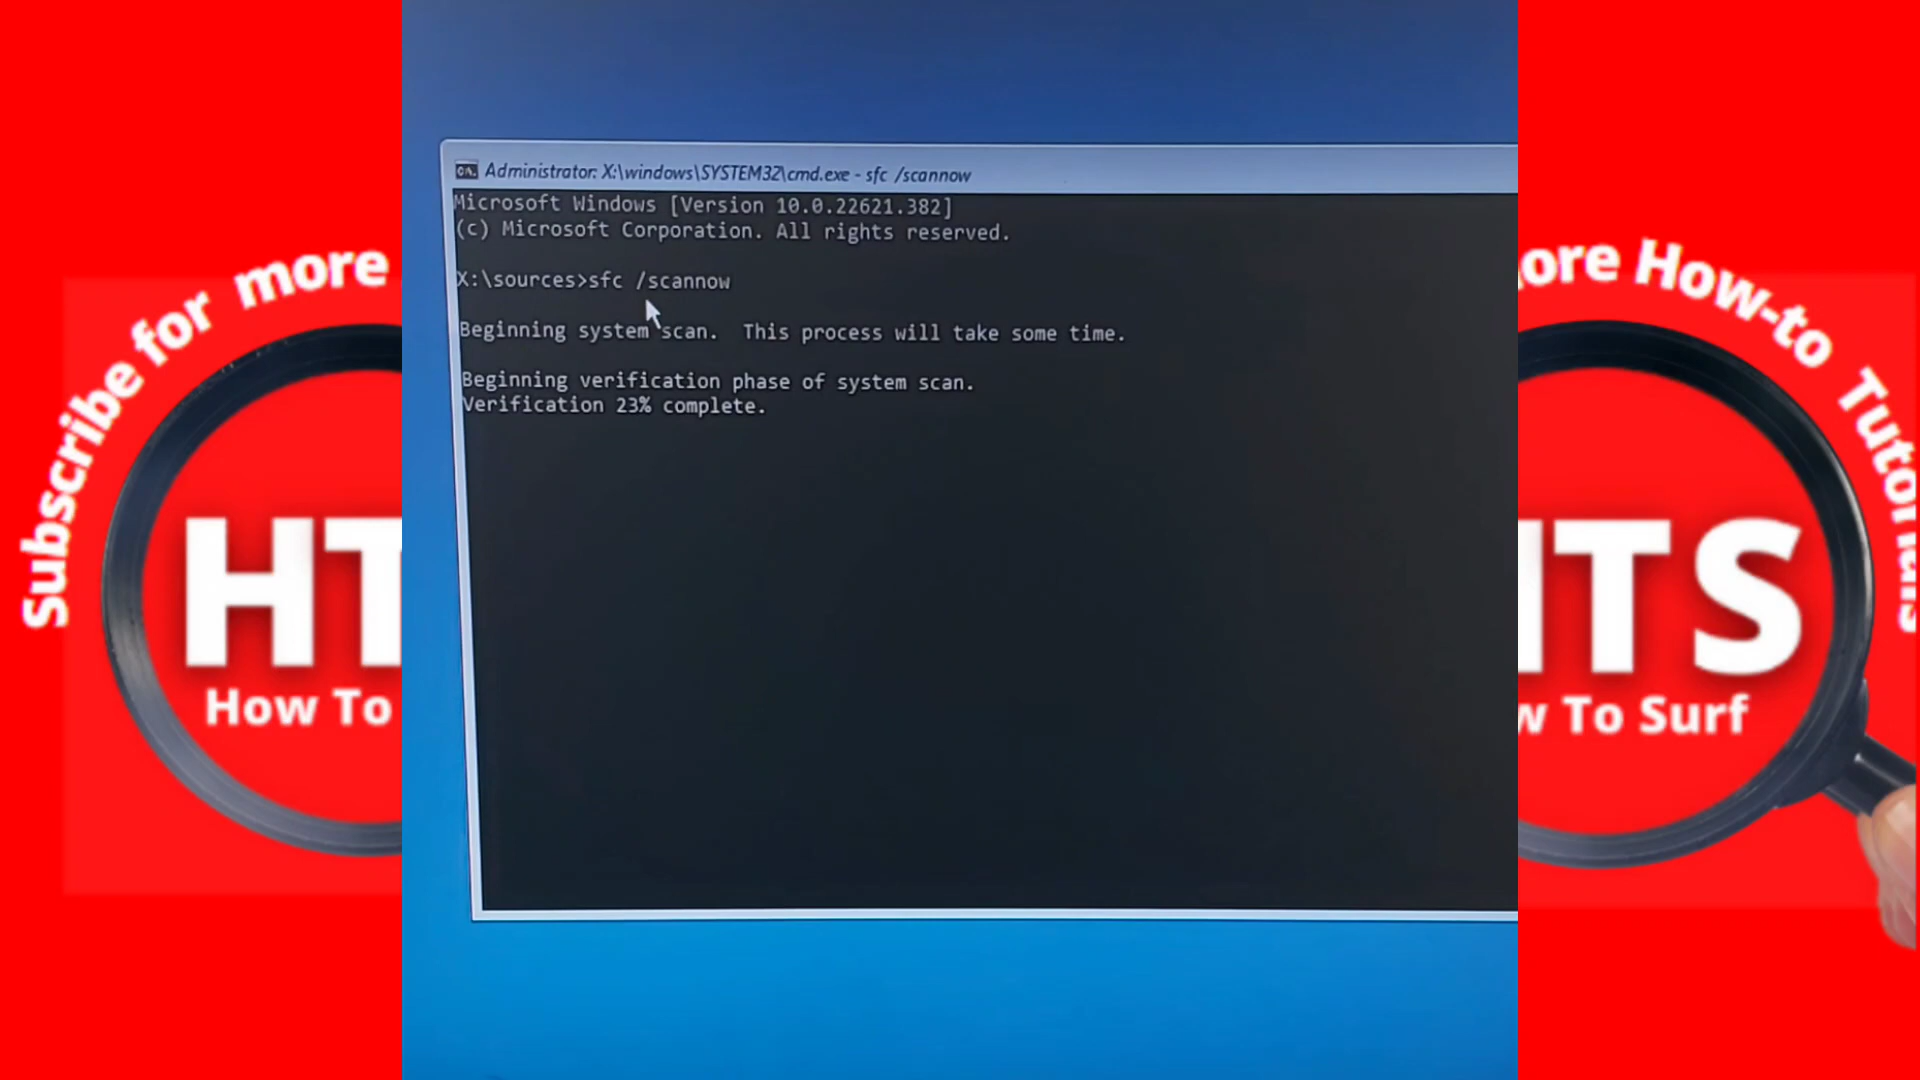 Subscribe for more
HT
How To
Administrator: X:\windows\SYSTEM32\cmd.exe - sfc /scannow
Microsoft Windows [Version 10.0.22621.382]
(c) Microsoft Corporation. All rights reserved.
X:\sources>sfc /scannow
Beginning system scan.  This process will take some time.
Beginning verification phase of system scan.
Verification 23% complete.
ore How-to Tutorials
HTS
w To Surf